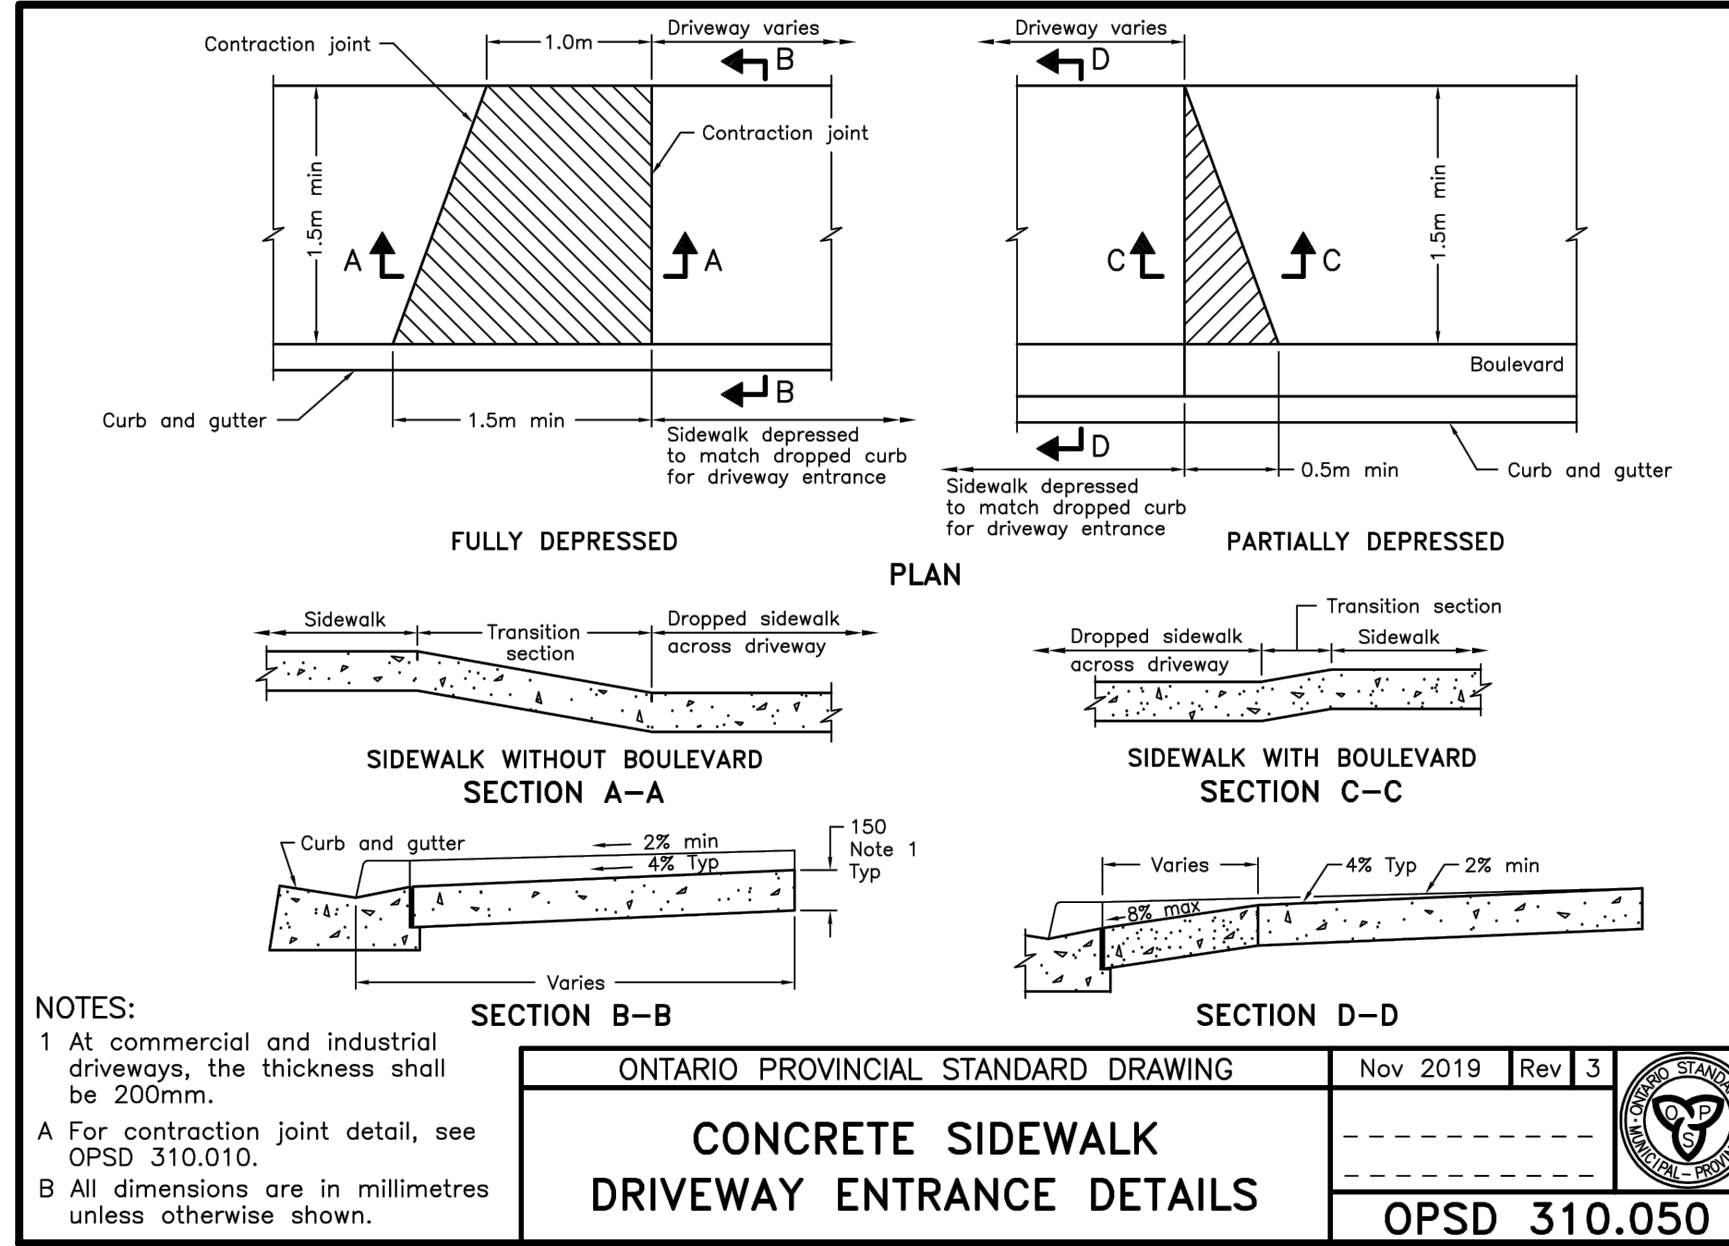 Contraction joint
1.0m
Driveway varies
B
Contraction joint
1.5m min
A
A
Curb and gutter
1.5m min
B
Sidewalk depressed
to match dropped curb
for driveway entrance
FULLY DEPRESSED
Driveway varies
D
C
C
1.5m min
Boulevard
D
0.5m min
Curb and gutter
Sidewalk depressed
to match dropped curb
for driveway entrance
PARTIALLY DEPRESSED
PLAN
Sidewalk
Transition
section
Dropped sidewalk
across driveway
SIDEWALK WITHOUT BOULEVARD
SECTION A-A
Transition section
Dropped sidewalk
across driveway
Sidewalk
SIDEWALK WITH BOULEVARD
SECTION C-C
Curb and gutter
2% min
4% Typ
150
Note 1
Typ
Varies
SECTION B-B
Varies
4% Typ
2% min
8% max
SECTION D-D
NOTES:
1 At commercial and industrial
driveways, the thickness shall
be 200mm.
A For contraction joint detail, see
OPSD 310.010.
B All dimensions are in millimetres
unless otherwise shown.
ONTARIO PROVINCIAL STANDARD DRAWING
Nov 2019
Rev
3
CONCRETE SIDEWALK
DRIVEWAY ENTRANCE DETAILS
OPSD 310.050
ONTARIO
MUNICIPAL -
O P
S